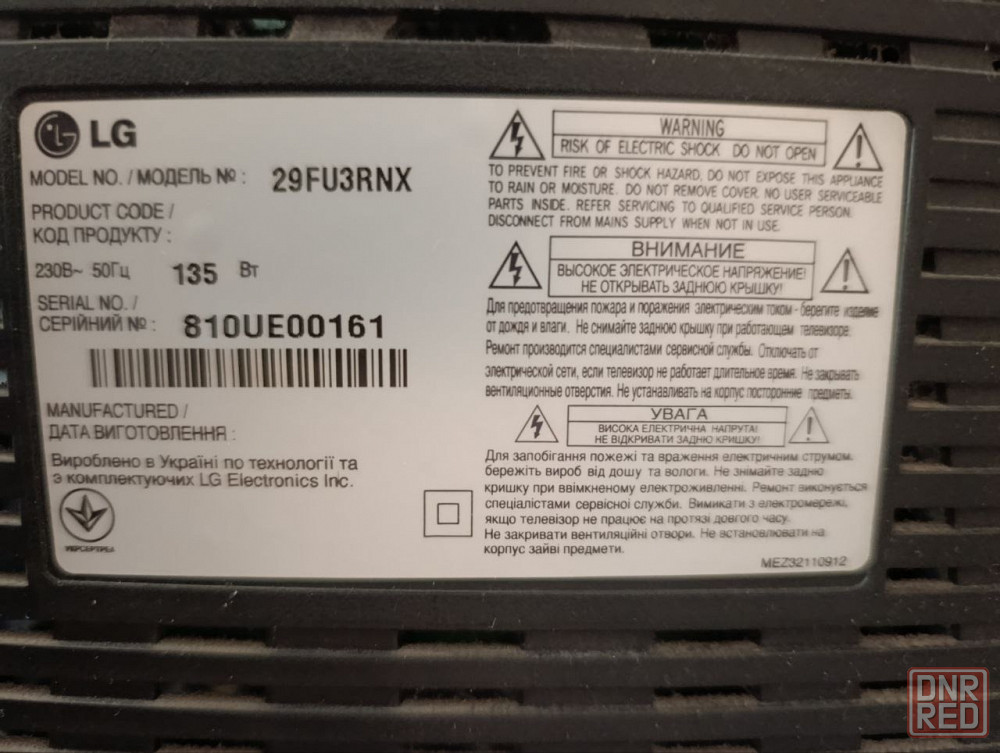 LG
MODEL NO. / МОДЕЛЬ № : 29FU3RNX
PRODUCT CODE /
КОД ПРОДУКТУ :
230В~ 50Гц 135 Вт
SERIAL NO. /
СЕРІЙНИЙ № : 810UE00161
MANUFACTURED /
ДАТА ВИГОТОВЛЕННЯ :
Вироблено в Україні по технології та
з комплектуючих LG Electronics Inc.
УКРСЕПРО
WARNING
RISK OF ELECTRIC SHOCK DO NOT OPEN
TO PREVENT FIRE OR SHOCK HAZARD, DO NOT EXPOSE THIS APPLIANCE
TO RAIN OR MOISTURE. DO NOT REMOVE COVER. NO USER SERVICEABLE
PARTS INSIDE. REFER SERVICING TO QUALIFIED SERVICE PERSON.
DISCONNECT FROM MAINS SUPPLY WHEN NOT IN USE.
ВНИМАНИЕ
ВЫСОКОЕ ЭЛЕКТРИЧЕСКОЕ НАПРЯЖЕНИЕ!
НЕ ОТКРЫВАТЬ ЗАДНЮЮ КРЫШКУ!
Для предотвращения пожара и поражения электрическим током - берегите изделие
от дождя и влаги. Не снимайте заднюю крышку при работающем телевизоре.
Ремонт производится специалистами сервисной службы. Отключать от
электрической сети, если телевизор не работает длительное время. Не закрывать
вентиляционные отверстия. Не устанавливать на корпус посторонние предметы.
УВАГА
ВИСОКА ЕЛЕКТРИЧНА НАПРУГА!
НЕ ВІДКРИВАТИ ЗАДНЮ КРИШКУ!
Для запобігання пожежі та враження електричним струмом
бережіть вироб від дошу та вологи. Не знімайте задню
кришку при ввімкненому електроживленні. Ремонт виконується
спеціалістами сервісної служби. Вимикати з електромережі,
якщо телевізор не працює на протязі довгого часу.
Не закривати вентиляційні отвори. Не встановлювати на
корпус зайві предмети.
MEZ32110912
DNR
RED